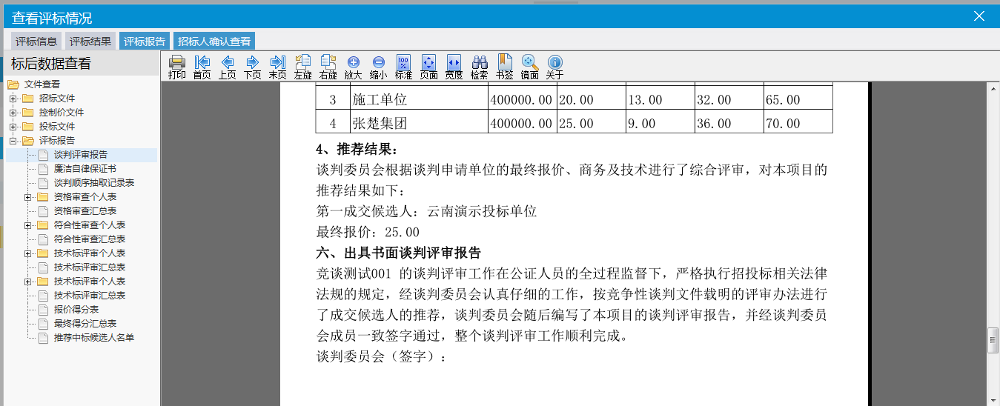 查看评标情况
评标信息 评标结果 评标报告 招标人确认查看
标后数据查看
打印 首页 上页 下页 末页 左旋 右旋 放大 缩小 标准 页面 宽度 检索 书签 镜面 关于
文件查看
招标文件
控制价文件
投标文件
评标报告
谈判评审报告
廉洁自律保证书
谈判顺序抽取记录表
资格审查个人表
资格审查汇总表
符合性审查个人表
符合性审查汇总表
技术标评审个人表
技术标评审汇总表
技术标评审个人表
技术标评审汇总表
报价得分表
最终得分汇总表
推荐中标候选人名单
3 施工单位 400000.00 20.00 13.00 32.00 65.00
4 张楚集团 400000.00 25.00 9.00 36.00 70.00
4、推荐结果:
谈判委员会根据谈判申请单位的最终报价、商务及技术进行了综合评审，对本项目的
推荐结果如下:
第一成交候选人: 云南演示投标单位
最终报价: 25.00
六、出具书面谈判评审报告
竞谈测试001 的谈判评审工作在公证人员的全过程监督下，严格执行招投标相关法律
法规的规定，经谈判委员会认真仔细的工作，按竞争性谈判文件载明的评审办法进行
了成交候选人的推荐，谈判委员会随后编写了本项目的谈判评审报告，并经谈判委员
会成员一致签字通过，整个谈判评审工作顺利完成。
谈判委员会（签字）: